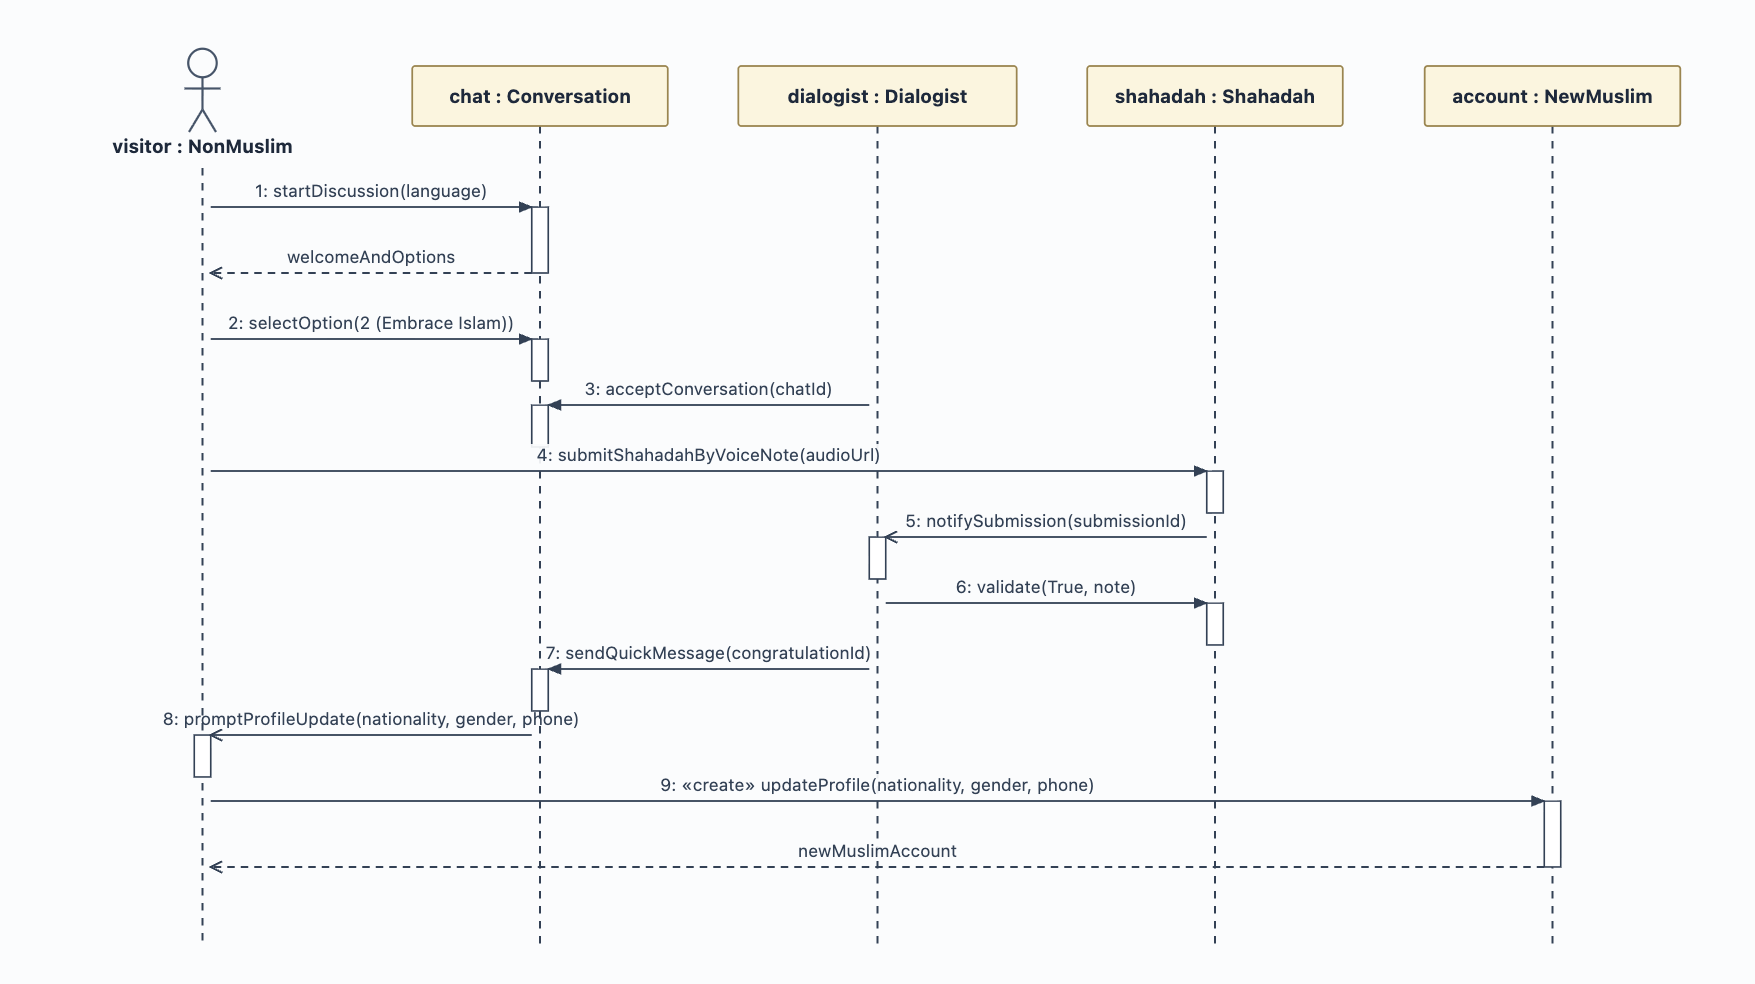 visitor : NonMuslim
chat : Conversation
dialogist : Dialogist
shahadah : Shahadah
account : NewMuslim
1: startDiscussion(language)
welcomeAndOptions
2: selectOption(2 (Embrace Islam))
3: acceptConversation(chatId)
4: submitShahadahByVoiceNote(audioUrl)
5: notifySubmission(submissionId)
6: validate(True, note)
7: sendQuickMessage(congratulationId)
8: promptProfileUpdate(nationality, gender, phone)
9: «create» updateProfile(nationality, gender, phone)
newMuslimAccount